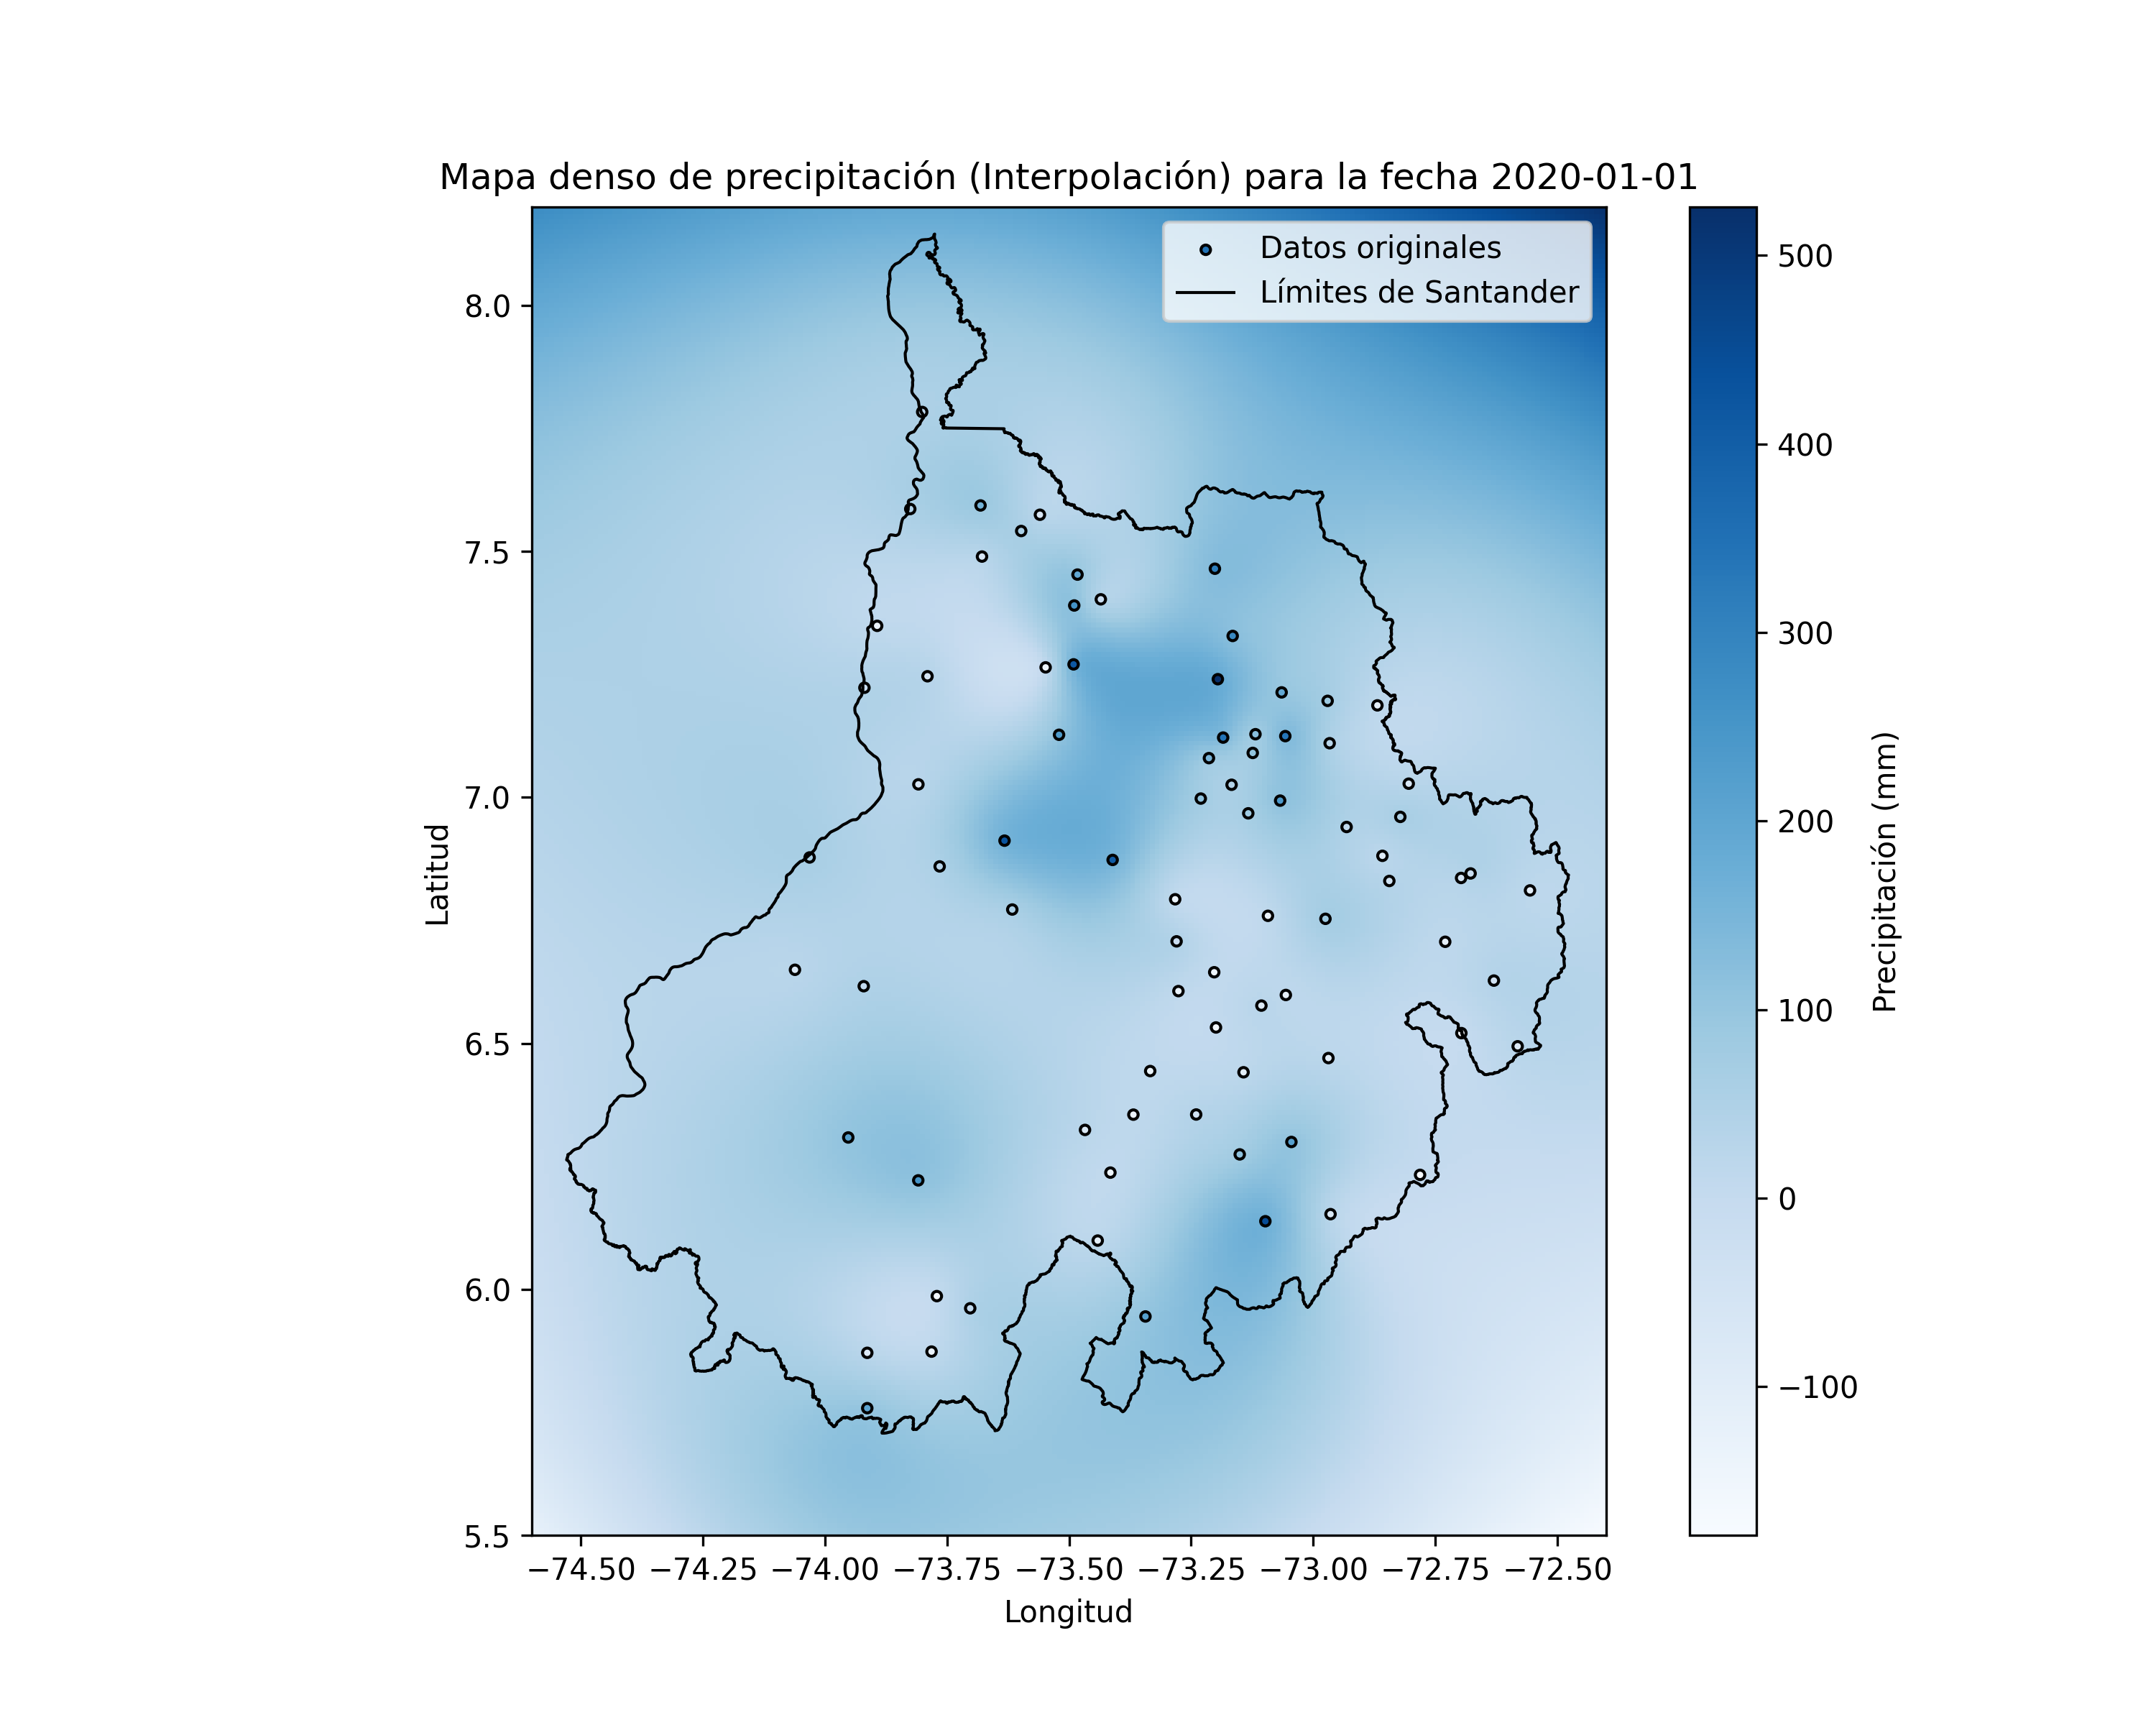 Mapa denso de precipitación (Interpolación) para la fecha 2020-01-01
Datos originales
Límites de Santander
8.0
7.5
7.0
6.5
6.0
5.5
Latitud
−74.50 −74.25 −74.00 −73.75 −73.50 −73.25 −73.00 −72.75 −72.50
Longitud
500
400
300
200
100
0
−100
Precipitación (mm)